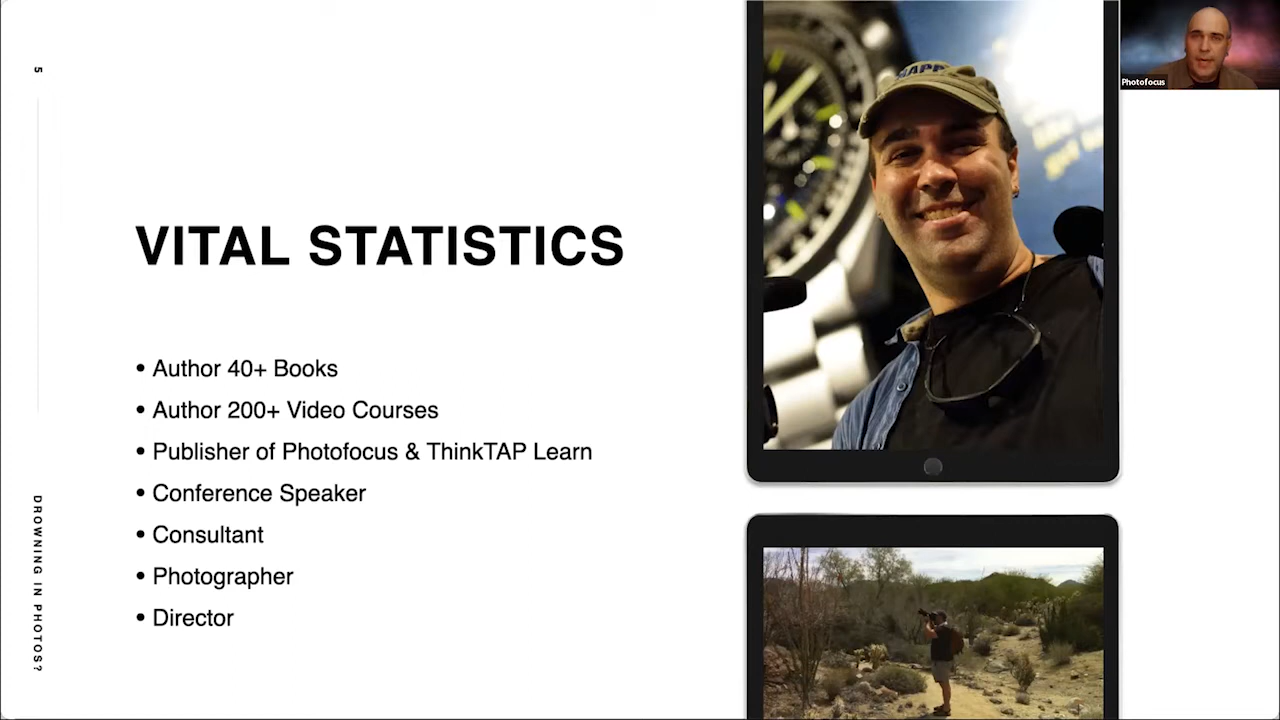 5
VITAL STATISTICS
• Author 40+ Books
• Author 200+ Video Courses
• Publisher of Photofocus & ThinkTAP Learn
• Conference Speaker
• Consultant
• Photographer
• Director
DROWNING IN PHOTOS?
Photofocus